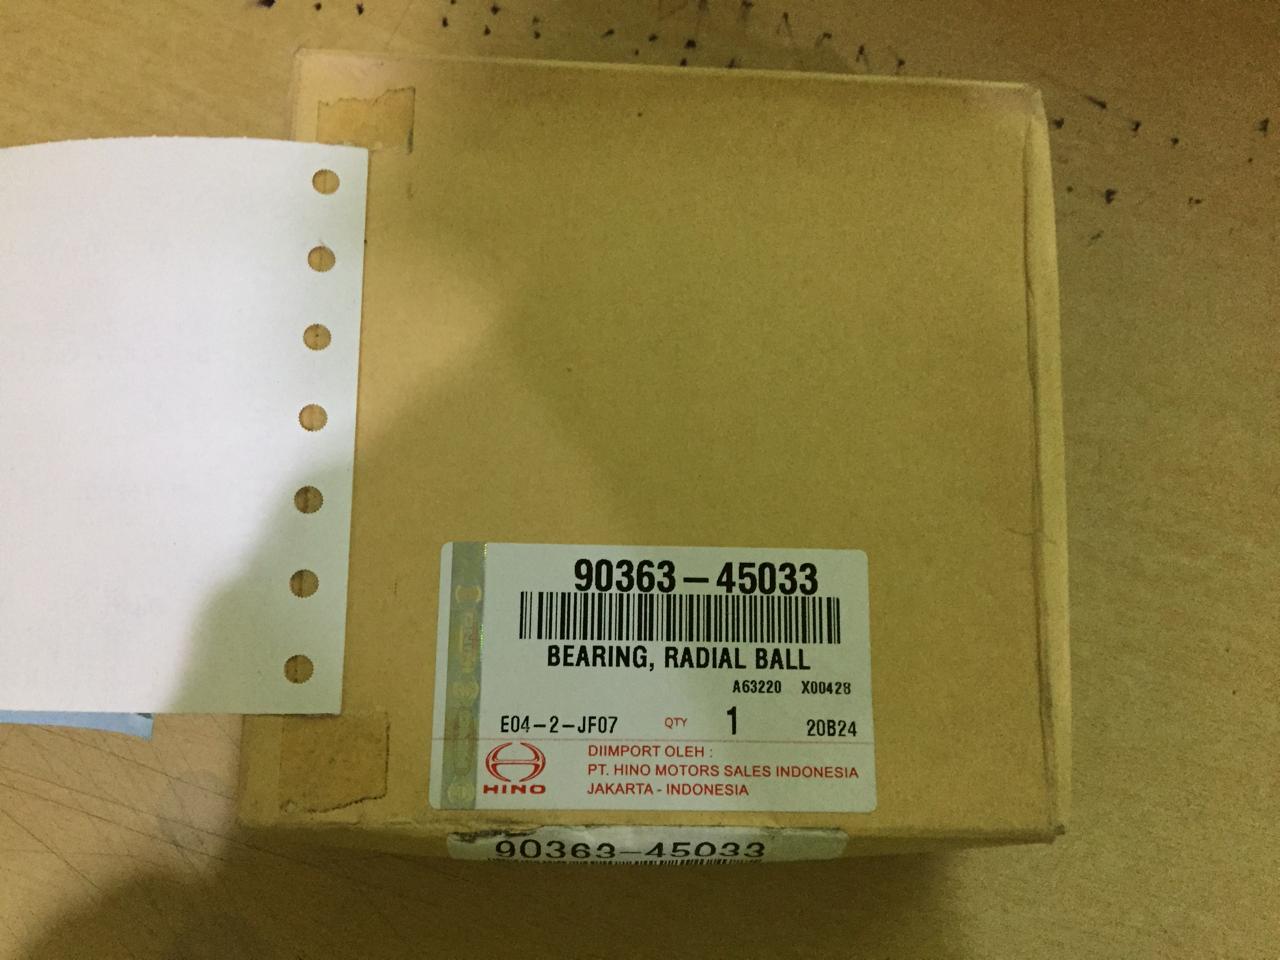 90363-45033
BEARING, RADIAL BALL
A63220 X00428
E04-2-JF07 QTY 1 20B24
HINO
DIIMPORT OLEH :
PT. HINO MOTORS SALES INDONESIA
JAKARTA - INDONESIA
90363-45033